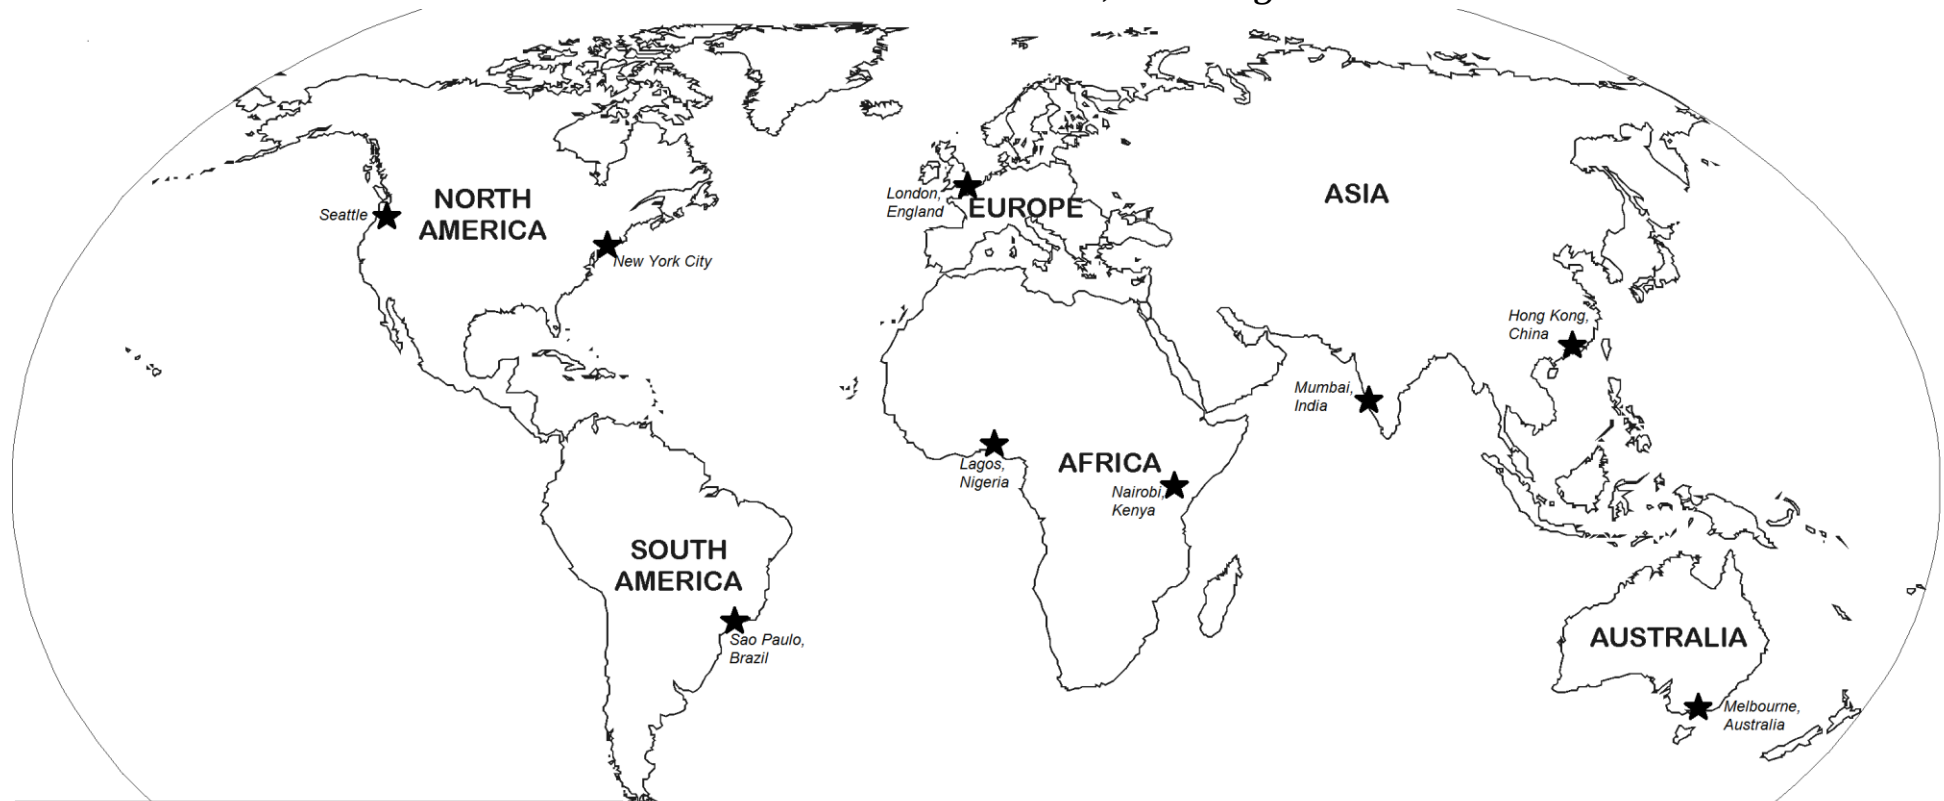 NORTH
AMERICA
Seattle
New York City
London,
England
EUROPE
ASIA
Hong Kong,
China
Mumbai,
India
Lagos,
Nigeria
AFRICA
Nairobi,
Kenya
SOUTH
AMERICA
Sao Paulo,
Brazil
AUSTRALIA
Melbourne,
Australia